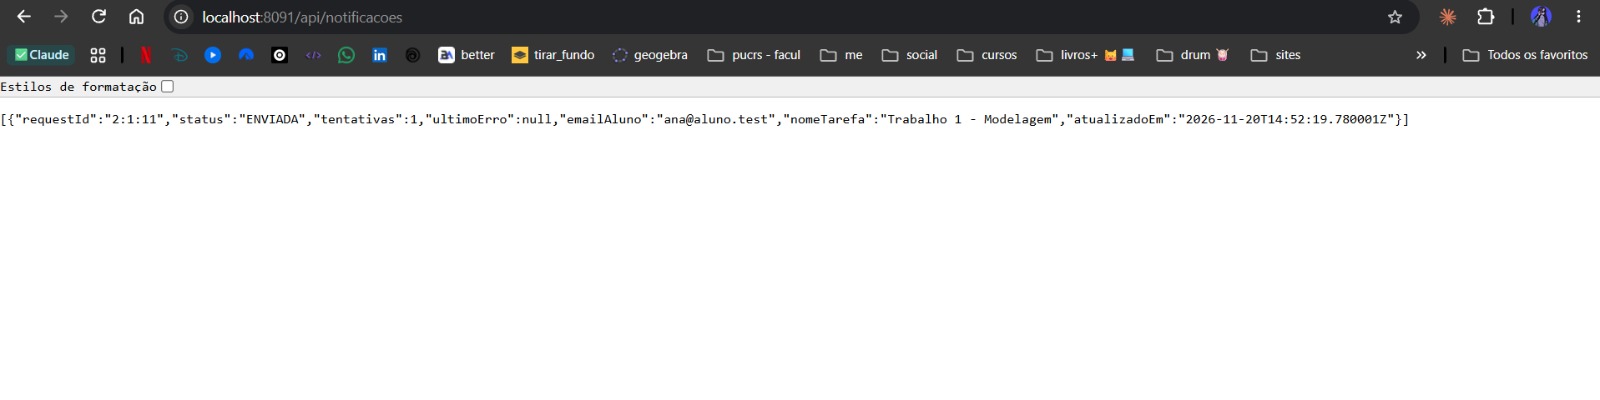 localhost:8091/api/notificacoes
Claude better tirar_fundo geogebra pucrs - facul me social cursos livros+ drum sites » Todos os favoritos
Estilos de formatação
[{"requestId":"2:1:11","status":"ENVIADA","tentativas":1,"ultimoErro":null,"emailAluno":"ana@aluno.test","nomeTarefa":"Trabalho 1 - Modelagem","atualizadoEm":"2026-11-20T14:52:19.780001Z"}]